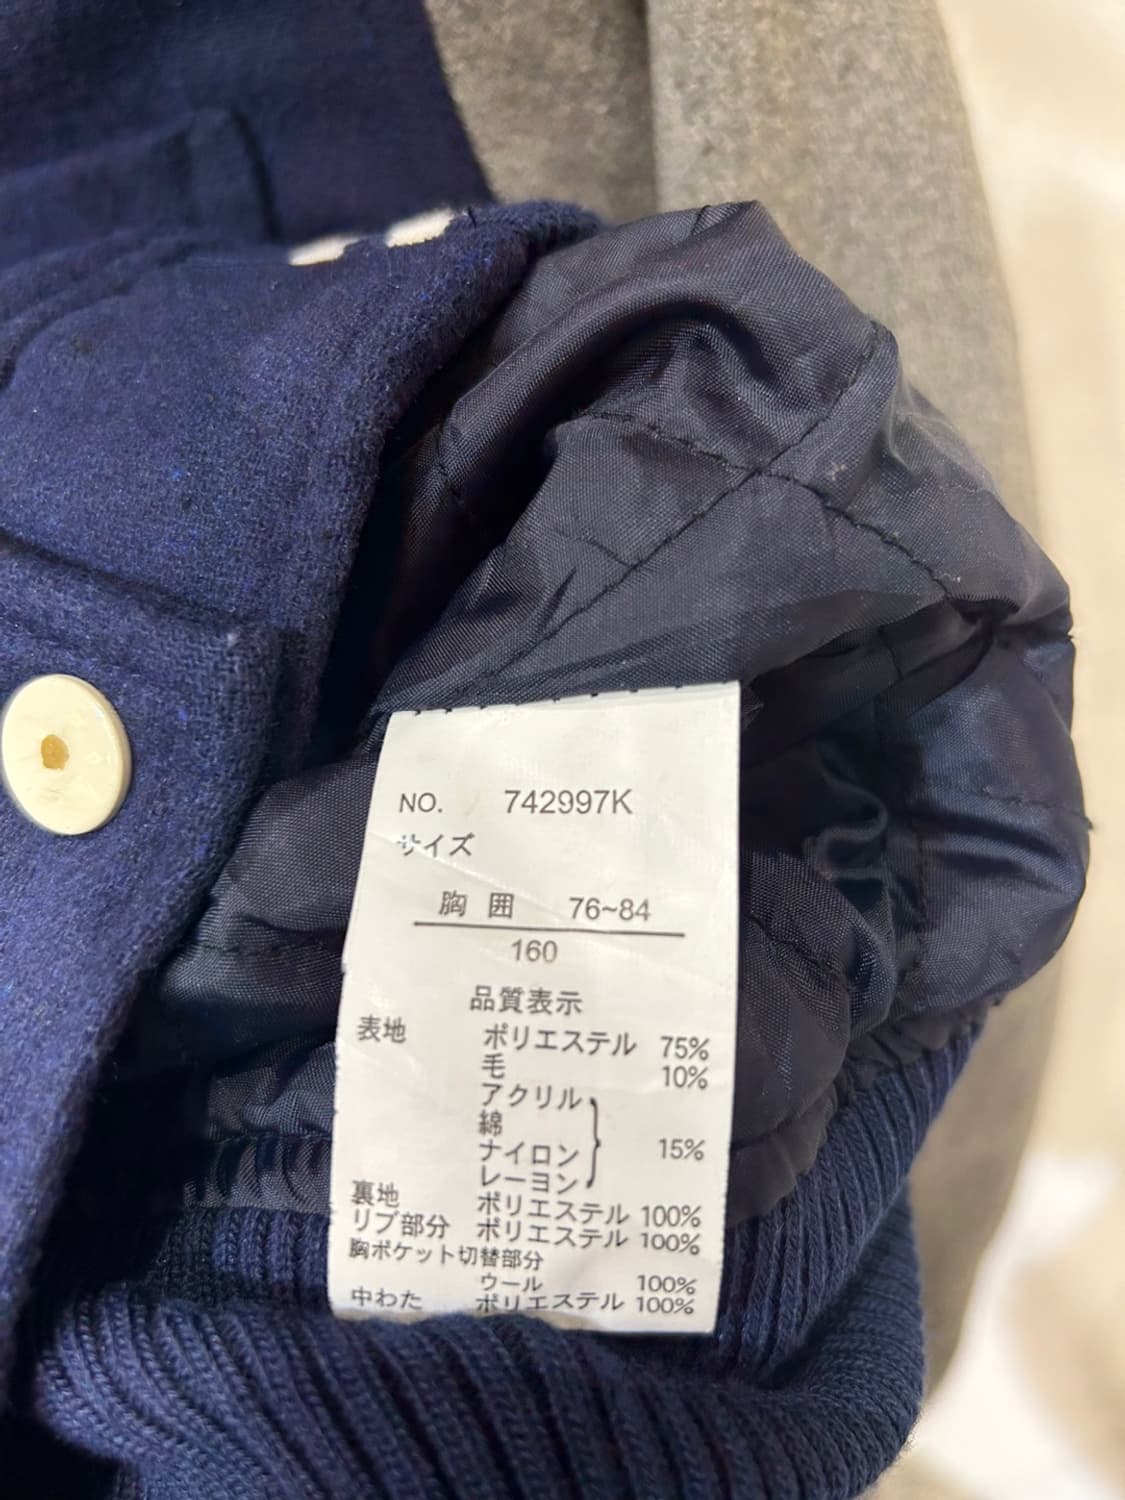 NO. 742997K
サイズ
胸 囲 76~84
160
品質表示
表地 ポリエステル 75%
毛 10%
アクリル
綿
ナイロン 15%
レーヨン
裏地 ポリエステル 100%
リブ部分 ポリエステル 100%
胸ポケット切替部分
ウール 100%
中わた ポリエステル 100%